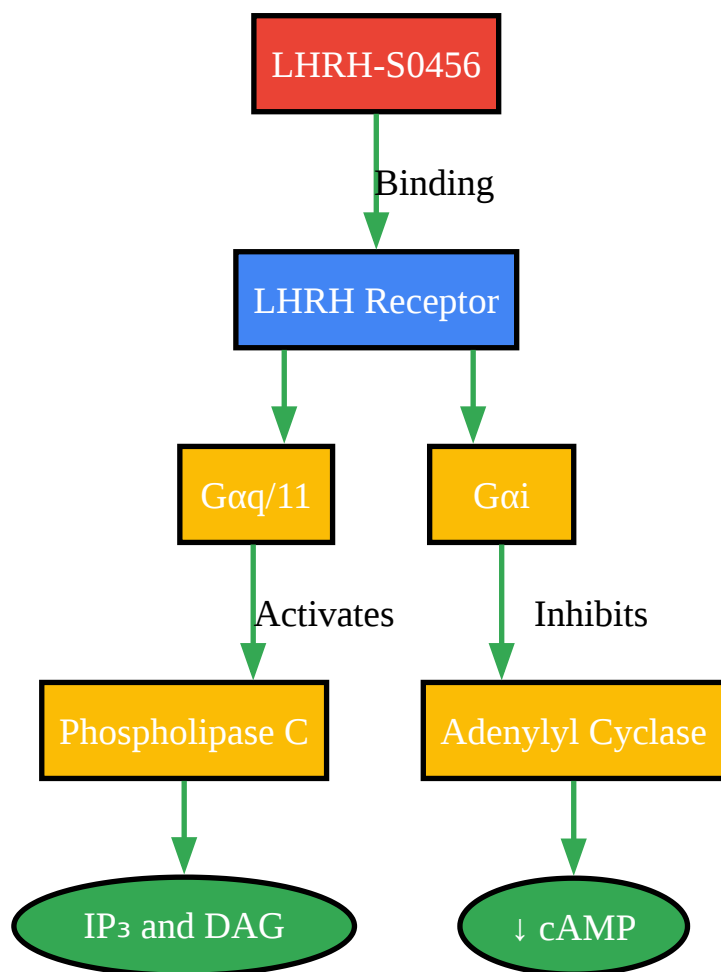 LHRH-S0456
Binding
LHRH Receptor
Gαq/11
Gαi
Activates
Inhibits
Phospholipase C
Adenylyl Cyclase
IP₃ and DAG
↓ cAMP